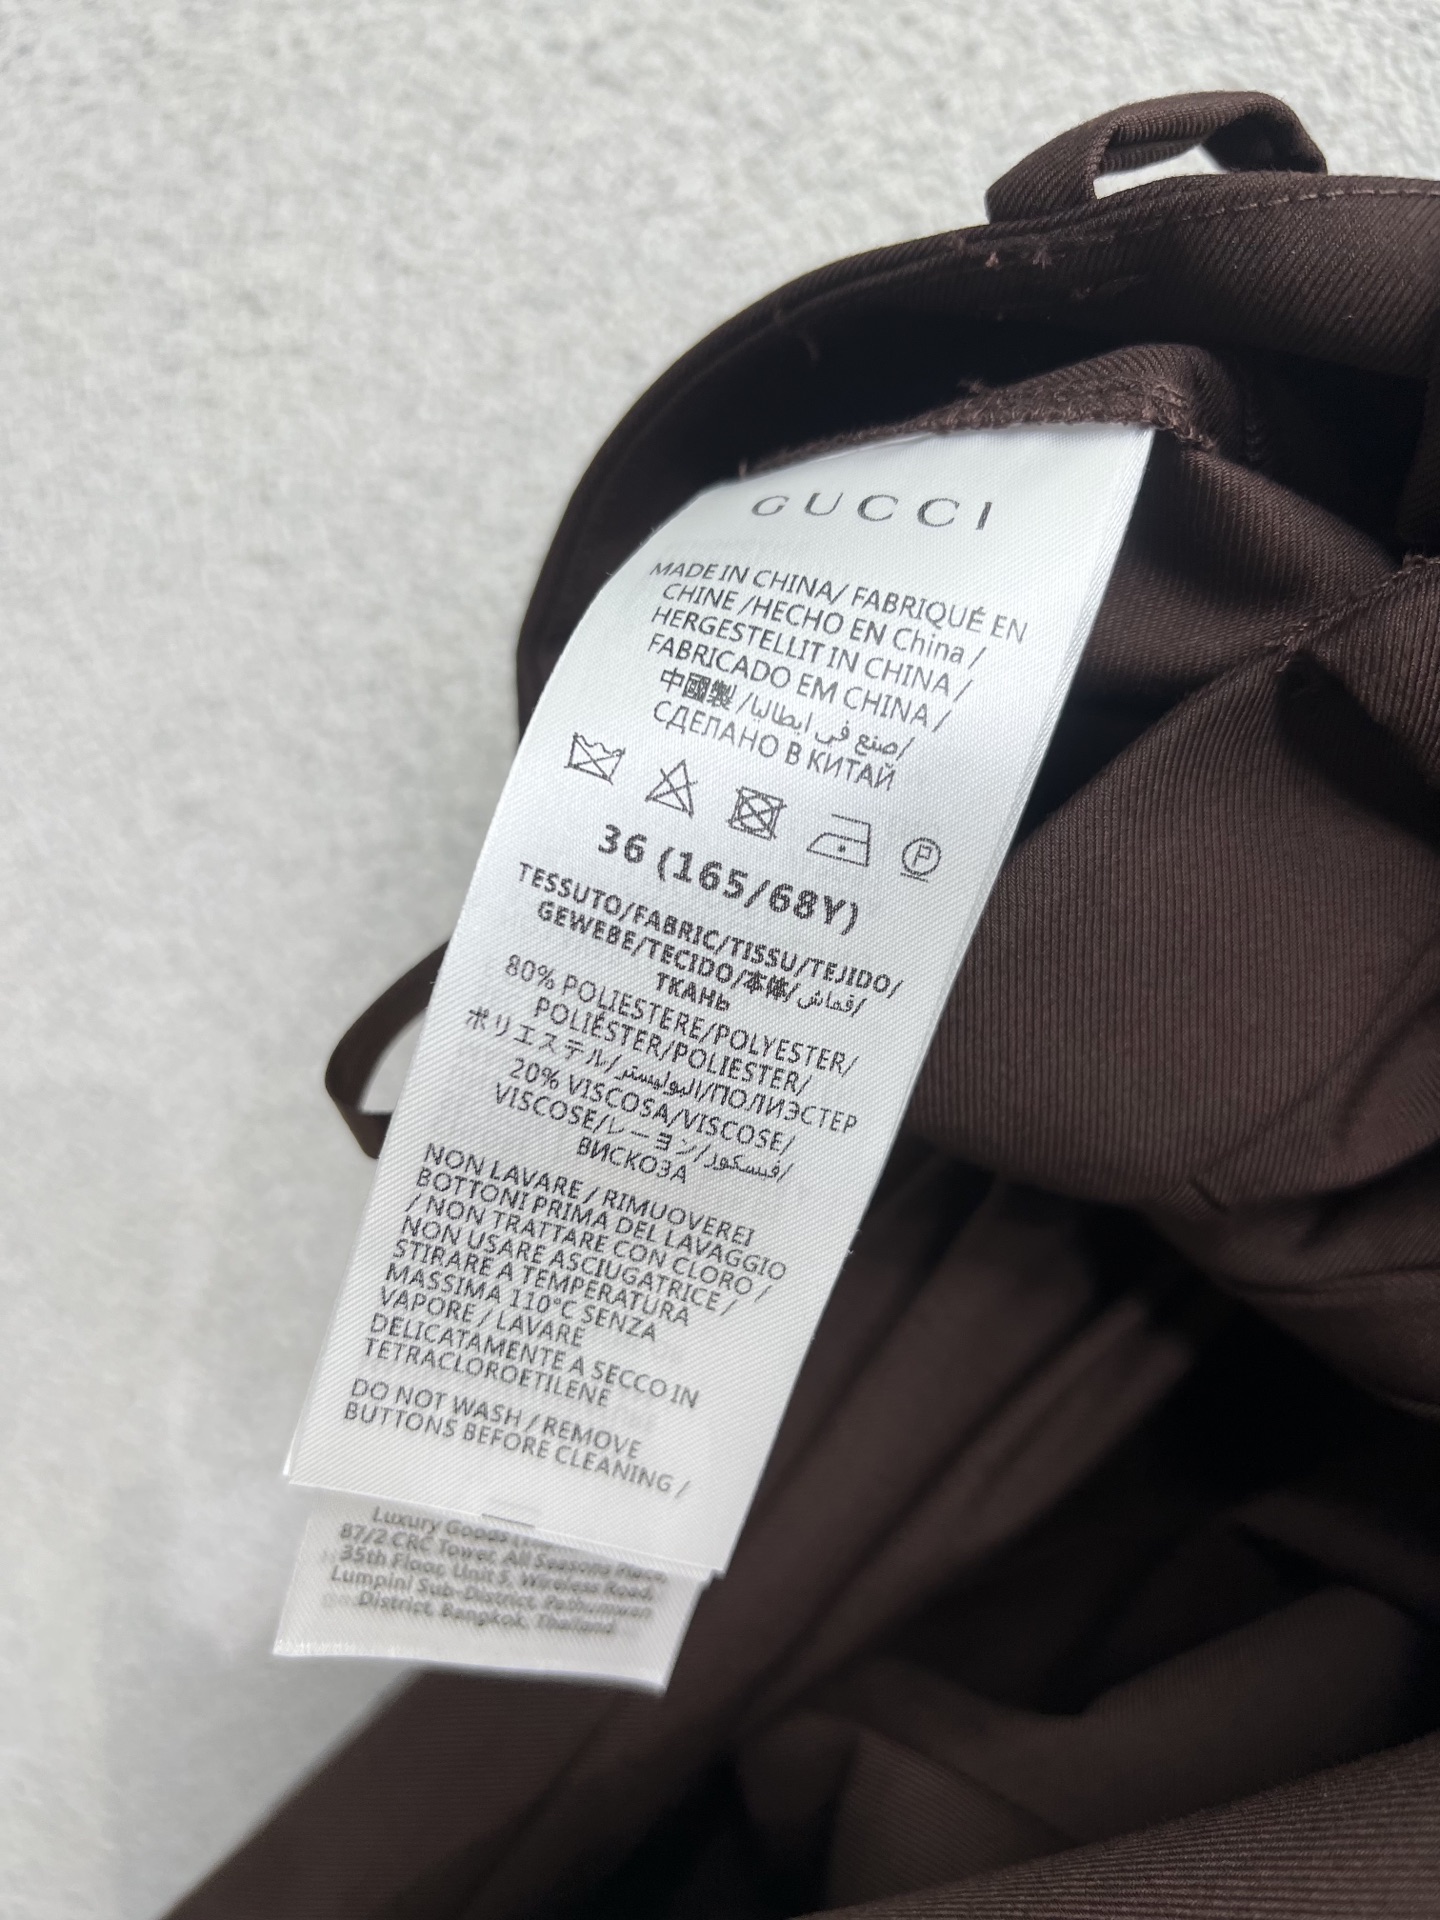 GUCCI
MADE IN CHINA/ FABRIQUÉ EN
CHINE /HECHO EN China /
HERGESTELLIT IN CHINA /
FABRICADO EM CHINA /
中國製 /صنع في ايطاليا/
СДЕЛАНО В КИТАЙ
P
36 (165/68Y)
TESSUTO/FABRIC/TISSU/TEJIDO/
GEWEBE/TECIDO/本体/قماش/
ТКАНЬ
80% POLIESTERE/POLYESTER/
POLIÉSTER/POLIESTER/
ポリエステル/البوليستر/ПОЛИЭСТЕР
20% VISCOSA/VISCOSE/
VISCOSE/レーヨン/فيسكوز/
ВИСКОЗА
NON LAVARE / RIMUOVEREI
BOTTONI PRIMA DEL LAVAGGIO
/ NON TRATTARE CON CLORO /
NON USARE ASCIUGATRICE /
STIRARE A TEMPERATURA
MASSIMA 110°C SENZA
VAPORE / LAVARE
DELICATAMENTE A SECCO IN
TETRACLOROETILENE
DO NOT WASH / REMOVE
BUTTONS BEFORE CLEANING /
Luxury Goods
87/2 CRC Tower, All Seasons Place,
35th Floor, Unit 5, Wireless Road,
Lumpini Sub-District, Pathumwan
District, Bangkok, Thailand